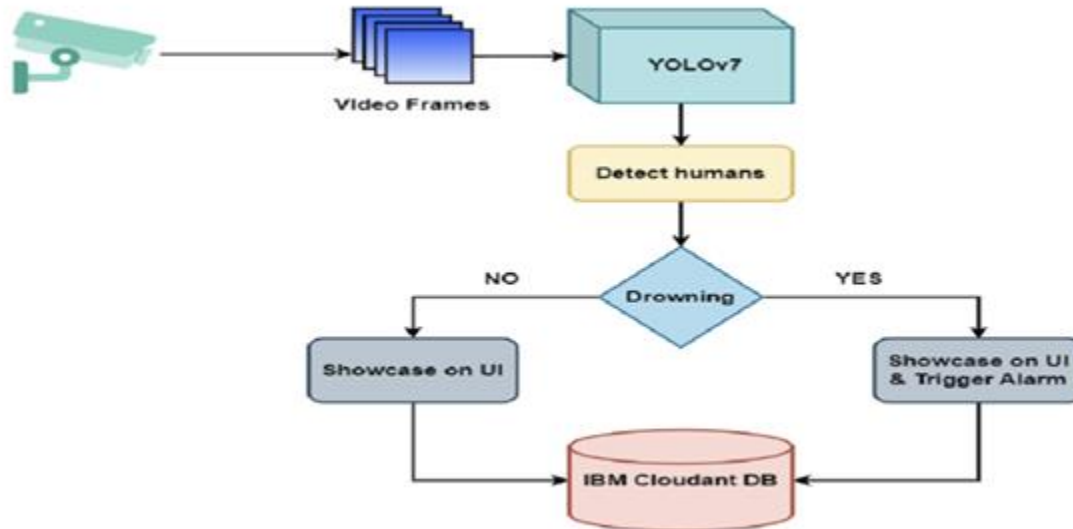 YOLOv7
Video Frames
Detect humans
NO
YES
Drowning
Showcase on UI
Showcase on UI
& Trigger Alarm
IBM Cloudant DB